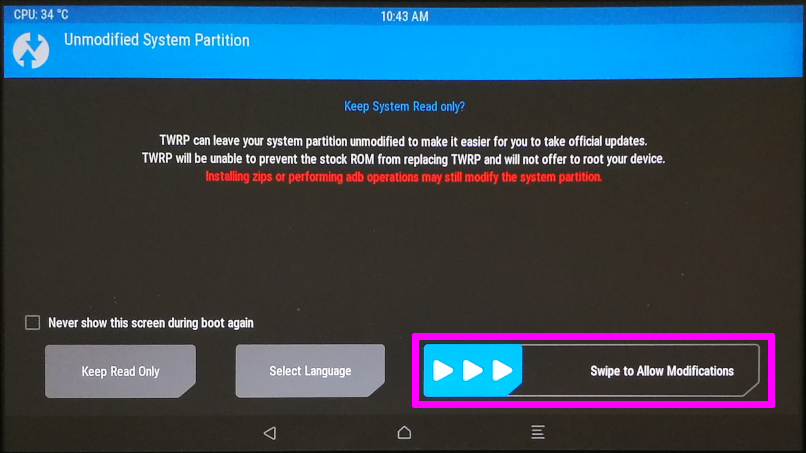 CPU: 34 °C
10:43 AM
Unmodified System Partition
Keep System Read only?
TWRP can leave your system partition unmodified to make it easier for you to take official updates.
TWRP will be unable to prevent the stock ROM from replacing TWRP and will not offer to root your device.
Installing zips or performing adb operations may still modify the system partition.
Never show this screen during boot again
Keep Read Only
Select Language
Swipe to Allow Modifications